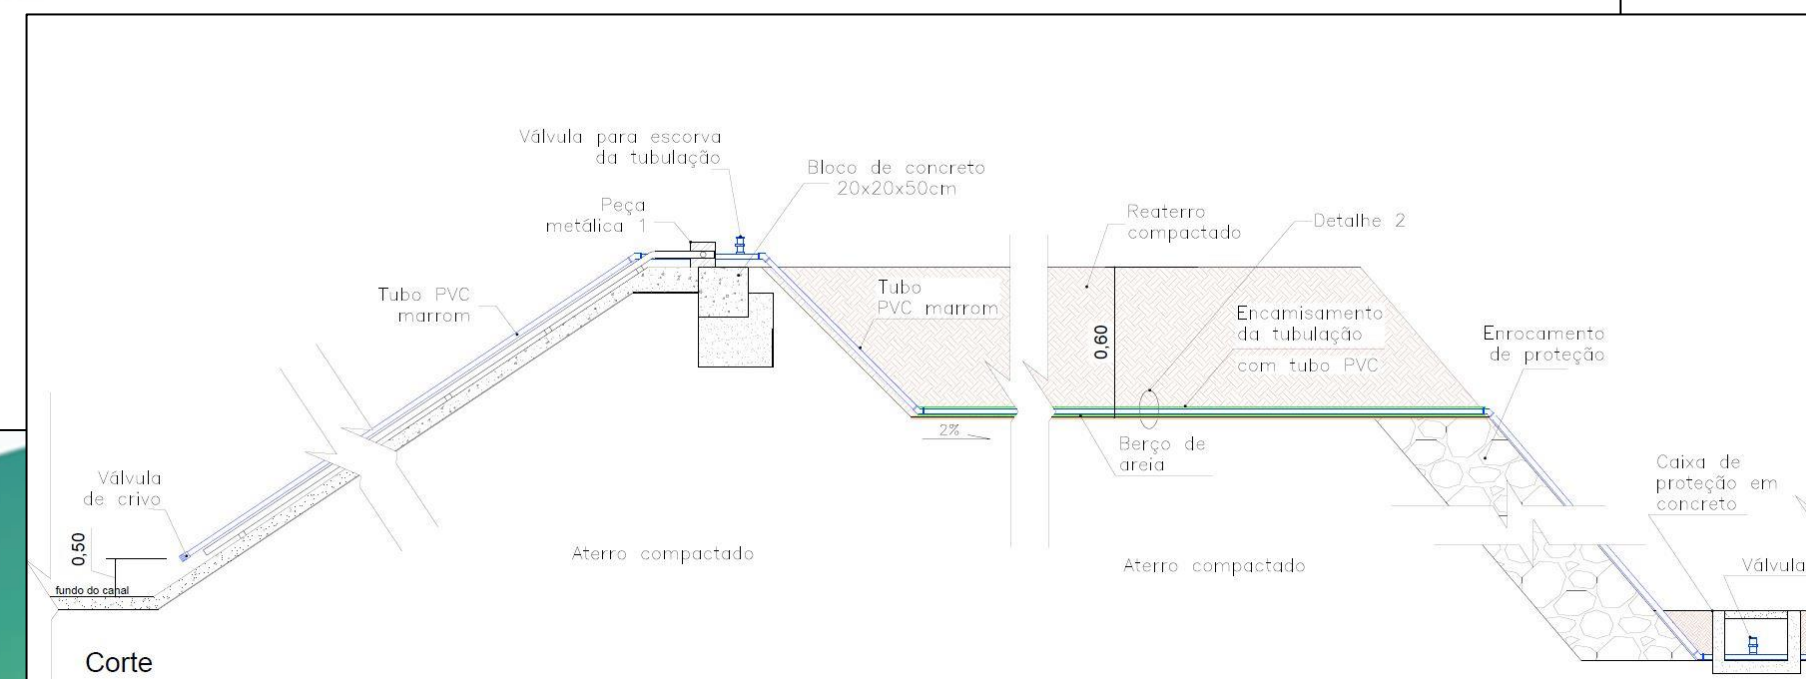 Válvula para escorva
da tubulação
Bloco de concreto
20x20x50cm
Peça
metálica 1
Reaterro
compactado
Detalhe 2
Tubo PVC
marrom
Tubo
PVC marrom
Encamisamento
da tubulação
com tubo PVC
0,60
Enrocamento
de proteção
2%
Berço de
areia
Válvula
de crivo
Caixa de
proteção em
concreto
0,50
fundo do canal
Aterro compactado
Aterro compactado
Válvula
Corte